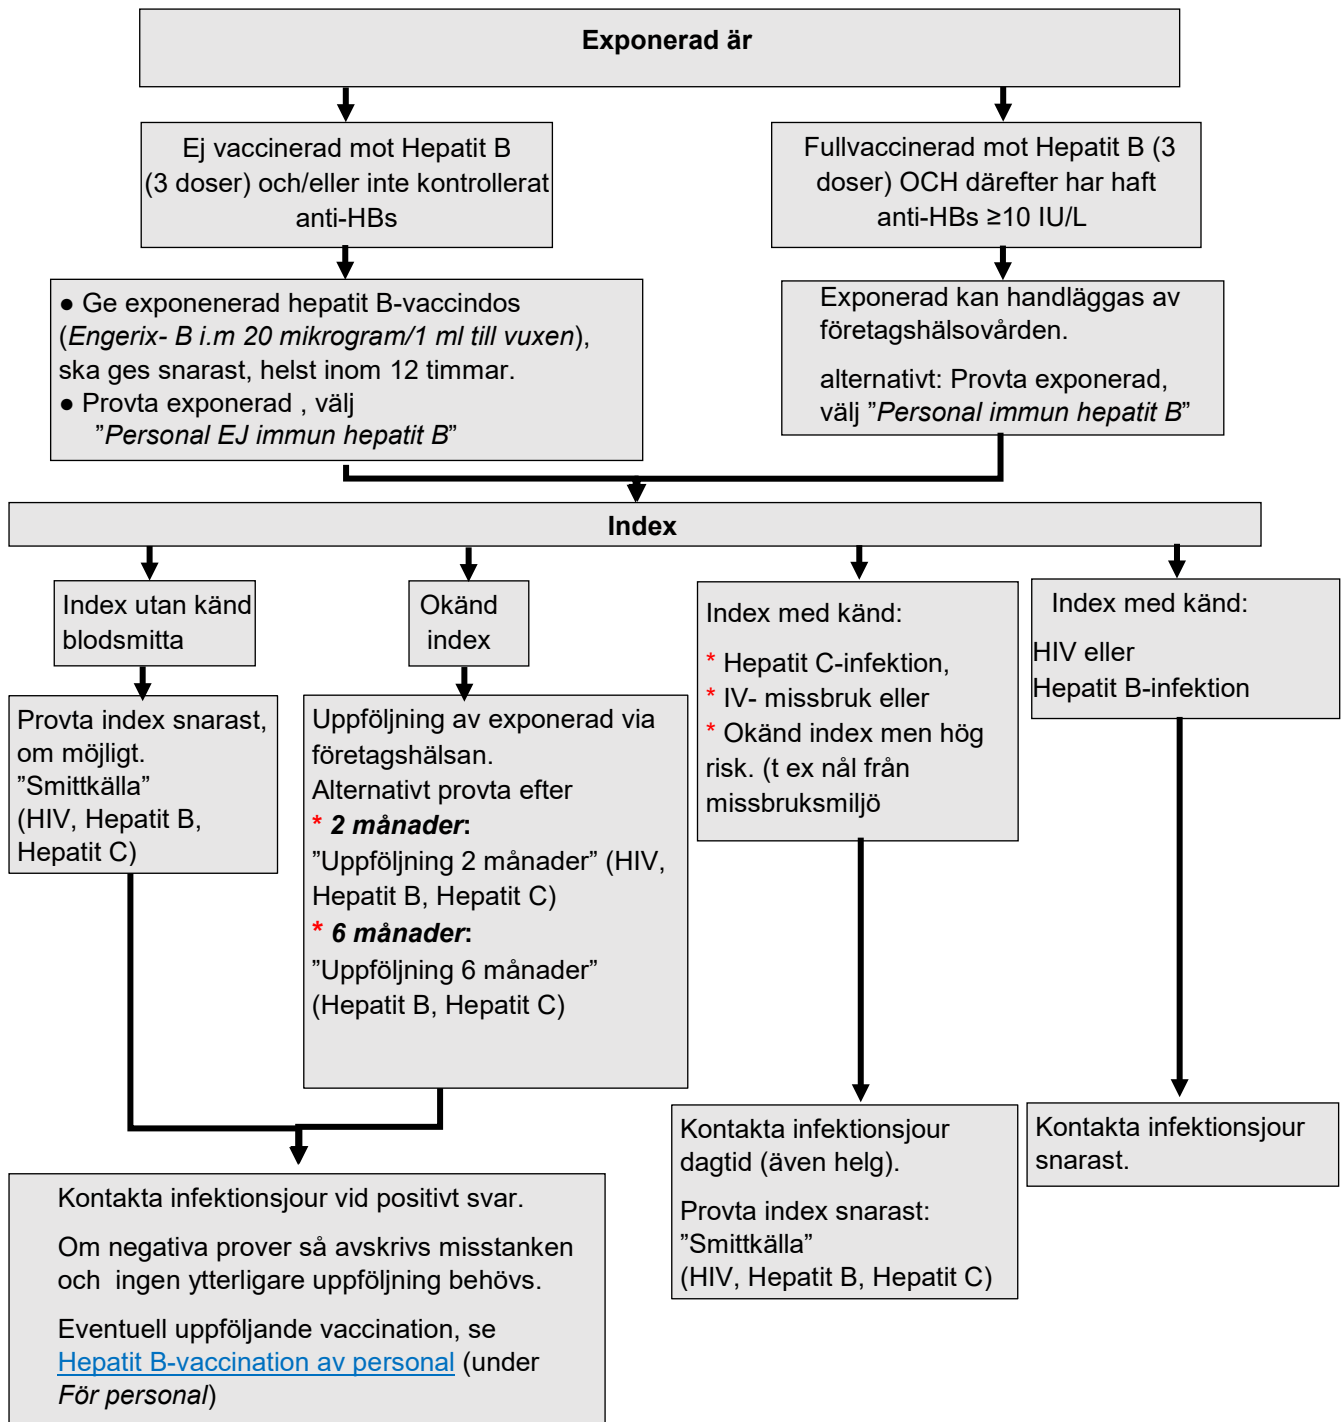 Exponerad är
Ej vaccinerad mot Hepatit B
(3 doser) och/eller inte kontrollerat
anti-HBs
Fullvaccinerad mot Hepatit B (3
doser) OCH därefter har haft
anti-HBs ≥10 IU/L
● Ge exponenerad hepatit B-vaccindos
(Engerix- B i.m 20 mikrogram/1 ml till vuxen),
ska ges snarast, helst inom 12 timmar.
● Provta exponerad , välj
”Personal EJ immun hepatit B”
Exponerad kan handläggas av
företagshälsovården.
alternativt: Provta exponerad,
välj ”Personal immun hepatit B”
Index
Index utan känd
blodsmitta
Provta index snarast,
om möjligt.
”Smittkälla”
(HIV, Hepatit B,
Hepatit C)
Okänd
index
Uppföljning av exponerad via
företagshälsan.
Alternativt provta efter
* 2 månader:
”Uppföljning 2 månader” (HIV,
Hepatit B, Hepatit C)
* 6 månader:
”Uppföljning 6 månader”
(Hepatit B, Hepatit C)
Index med känd:
* Hepatit C-infektion,
* IV- missbruk eller
* Okänd index men hög
risk. (t ex nål från
missbruksmiljö
Index med känd:
HIV eller
Hepatit B-infektion
Kontakta infektionsjour vid positivt svar.
Om negativa prover så avskrivs misstanken
och  ingen ytterligare uppföljning behövs.
Eventuell uppföljande vaccination, se
Hepatit B-vaccination av personal (under
För personal)
Kontakta infektionsjour
dagtid (även helg).
Provta index snarast:
”Smittkälla”
(HIV, Hepatit B, Hepatit C)
Kontakta infektionsjour
snarast.